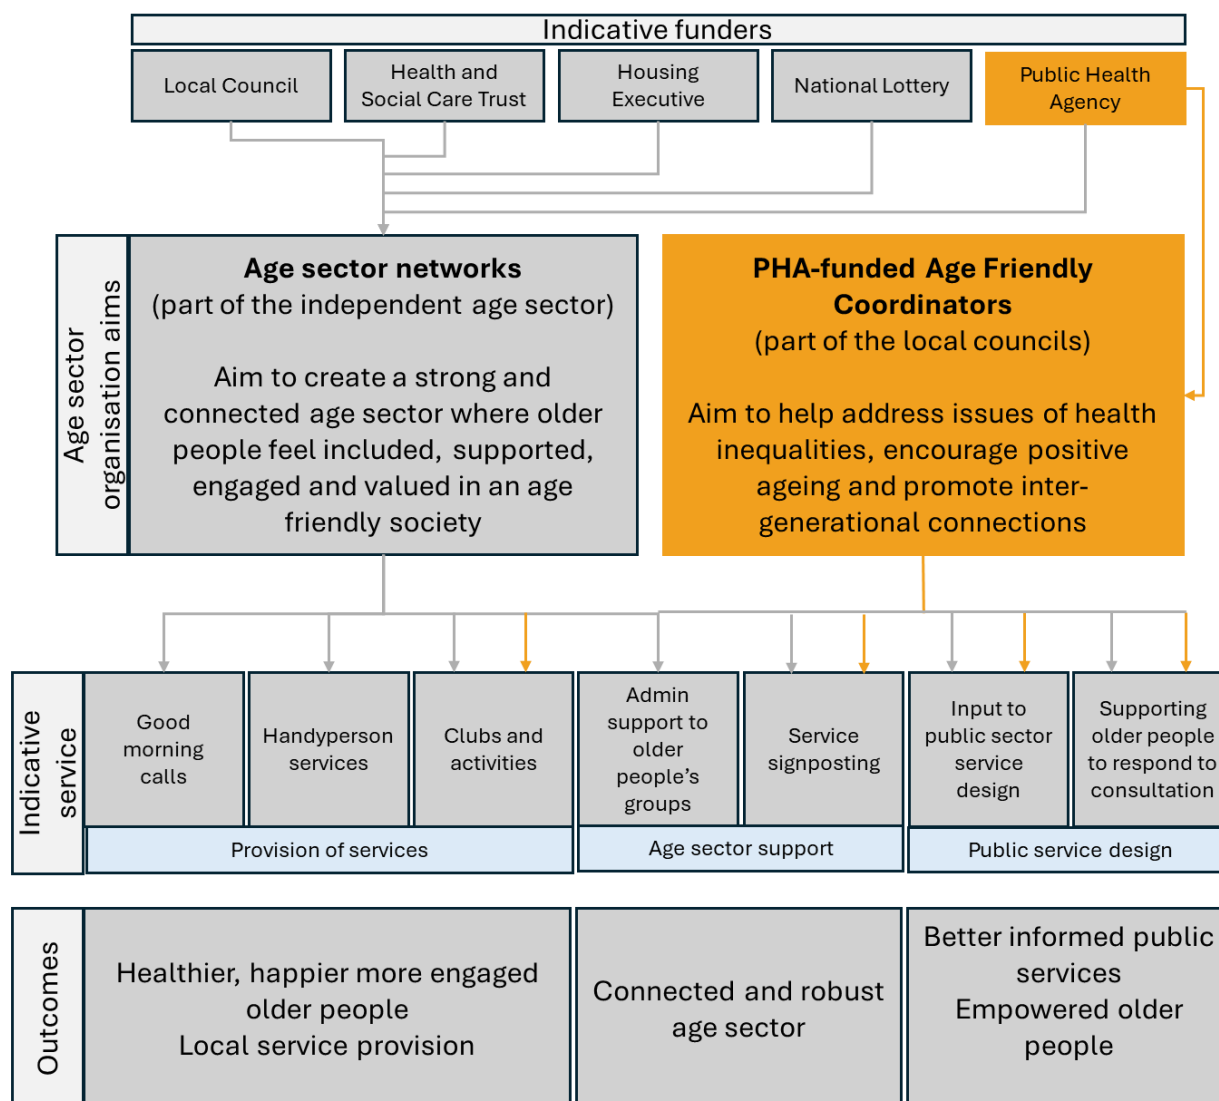 Indicative funders
Local Council
Health and
Social Care Trust
Housing
Executive
National Lottery
Public Health
Agency
Age sector
organisation aims
Age sector networks
(part of the independent age sector)
Aim to create a strong and
connected age sector where older
people feel included, supported,
engaged and valued in an age
friendly society
PHA-funded Age Friendly
Coordinators
(part of the local councils)
Aim to help address issues of health
inequalities, encourage positive
ageing and promote inter-
generational connections
Indicative
service
Good
morning
calls
Handyperson
services
Clubs and
activities
Admin
support to
older
people’s
groups
Service
signposting
Input to
public sector
service
design
Supporting
older people
to respond to
consultation
Provision of services
Age sector support
Public service design
Outcomes
Healthier, happier more engaged
older people
Local service provision
Connected and robust
age sector
Better informed public
services
Empowered older
people